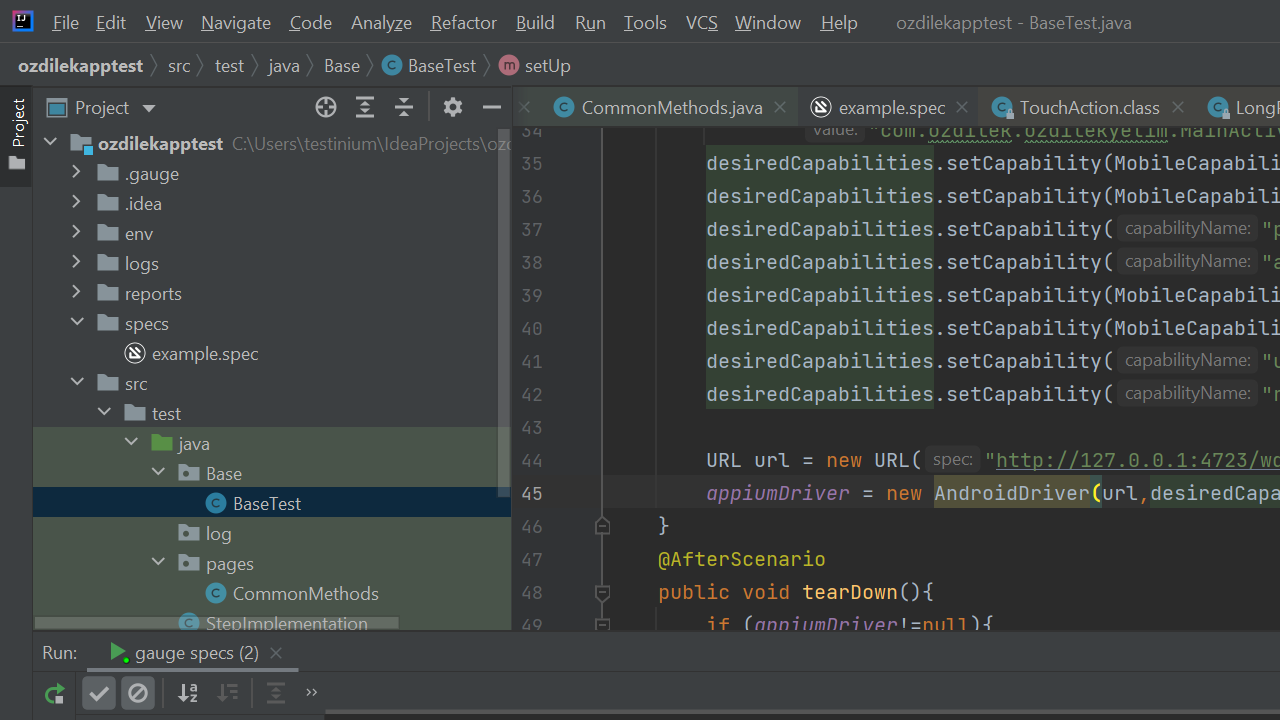 File Edit View Navigate Code Analyze Refactor Build Run Tools VCS Window Help ozdilekapptest - BaseTest.java
ozdilekapptest src test java Base BaseTest setUp
Project
Project
CommonMethods.java example.spec TouchAction.class
ozdilekapptest C:\Users\testinium\IdeaProjects\ozd
.gauge
.idea
env
logs
reports
specs
example.spec
src
test
java
Base
BaseTest
log
pages
CommonMethods
StepImplementation
34 value: "com.ozdilek.ozdilekyetim.MainActiv
35 desiredCapabilities.setCapability(MobileCapabili
36 desiredCapabilities.setCapability(MobileCapabili
37 desiredCapabilities.setCapability( capabilityName: "p
38 desiredCapabilities.setCapability( capabilityName: "a
39 desiredCapabilities.setCapability(MobileCapabili
40 desiredCapabilities.setCapability(MobileCapabili
41 desiredCapabilities.setCapability( capabilityName: "u
42 desiredCapabilities.setCapability( capabilityName: "r
43
44 URL url = new URL( spec: "http://127.0.0.1:4723/wd
45 appiumDriver = new AndroidDriver(url,desiredCapa
46 }
47 @AfterScenario
48 public void tearDown(){
49 if (appiumDriver!=null){
Run: gauge specs (2)